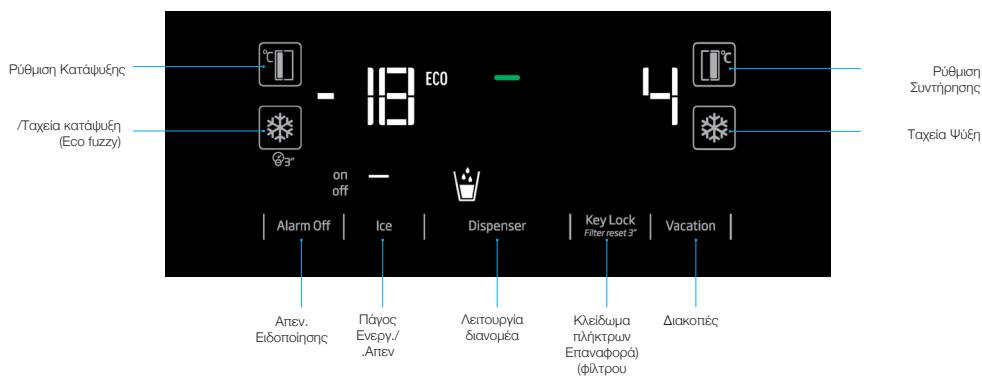 Ρύθμιση Κατάψυξης
/Ταχεία κατάψυξη
(Eco fuzzy)
°C
- 18
ECO
4
°C
Ρύθμιση
Συντήρησης
Ταχεία Ψύξη
3"
on
off
Alarm Off
Ice
Dispenser
Key Lock
Filter reset 3"
Vacation
Απεν.
Ειδοποίησης
Πάγος
Ενεργ./
.Απεν
Λειτουργία
διανομέα
Κλείδωμα
πλήκτρων
Επαναφορά)
(φίλτρου
Διακοπές